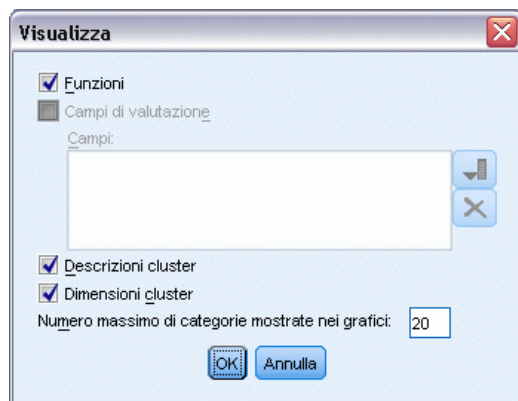 Visualizza
Funzioni
Campi di valutazione
Campi:
Descrizioni cluster
Dimensioni cluster
Numero massimo di categorie mostrate nei grafici: 20
OK Annulla